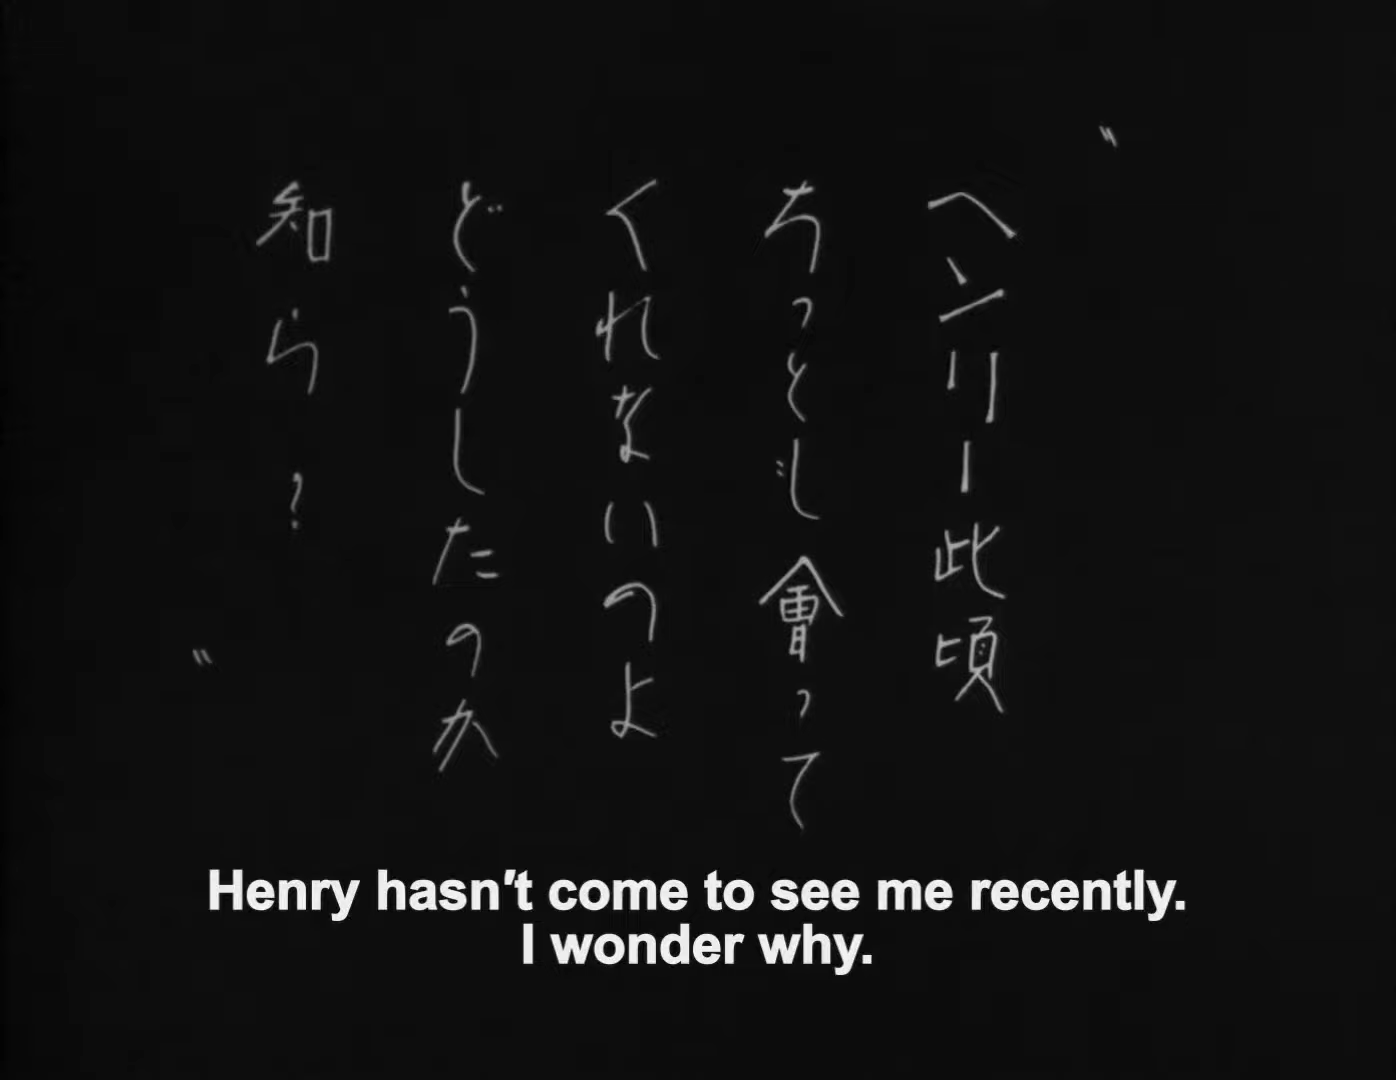 〝
ヘンリー此頃
ちっとも會って
くれないのよ
どうしたのか
知ら?
〟
Henry hasn't come to see me recently.
I wonder why.